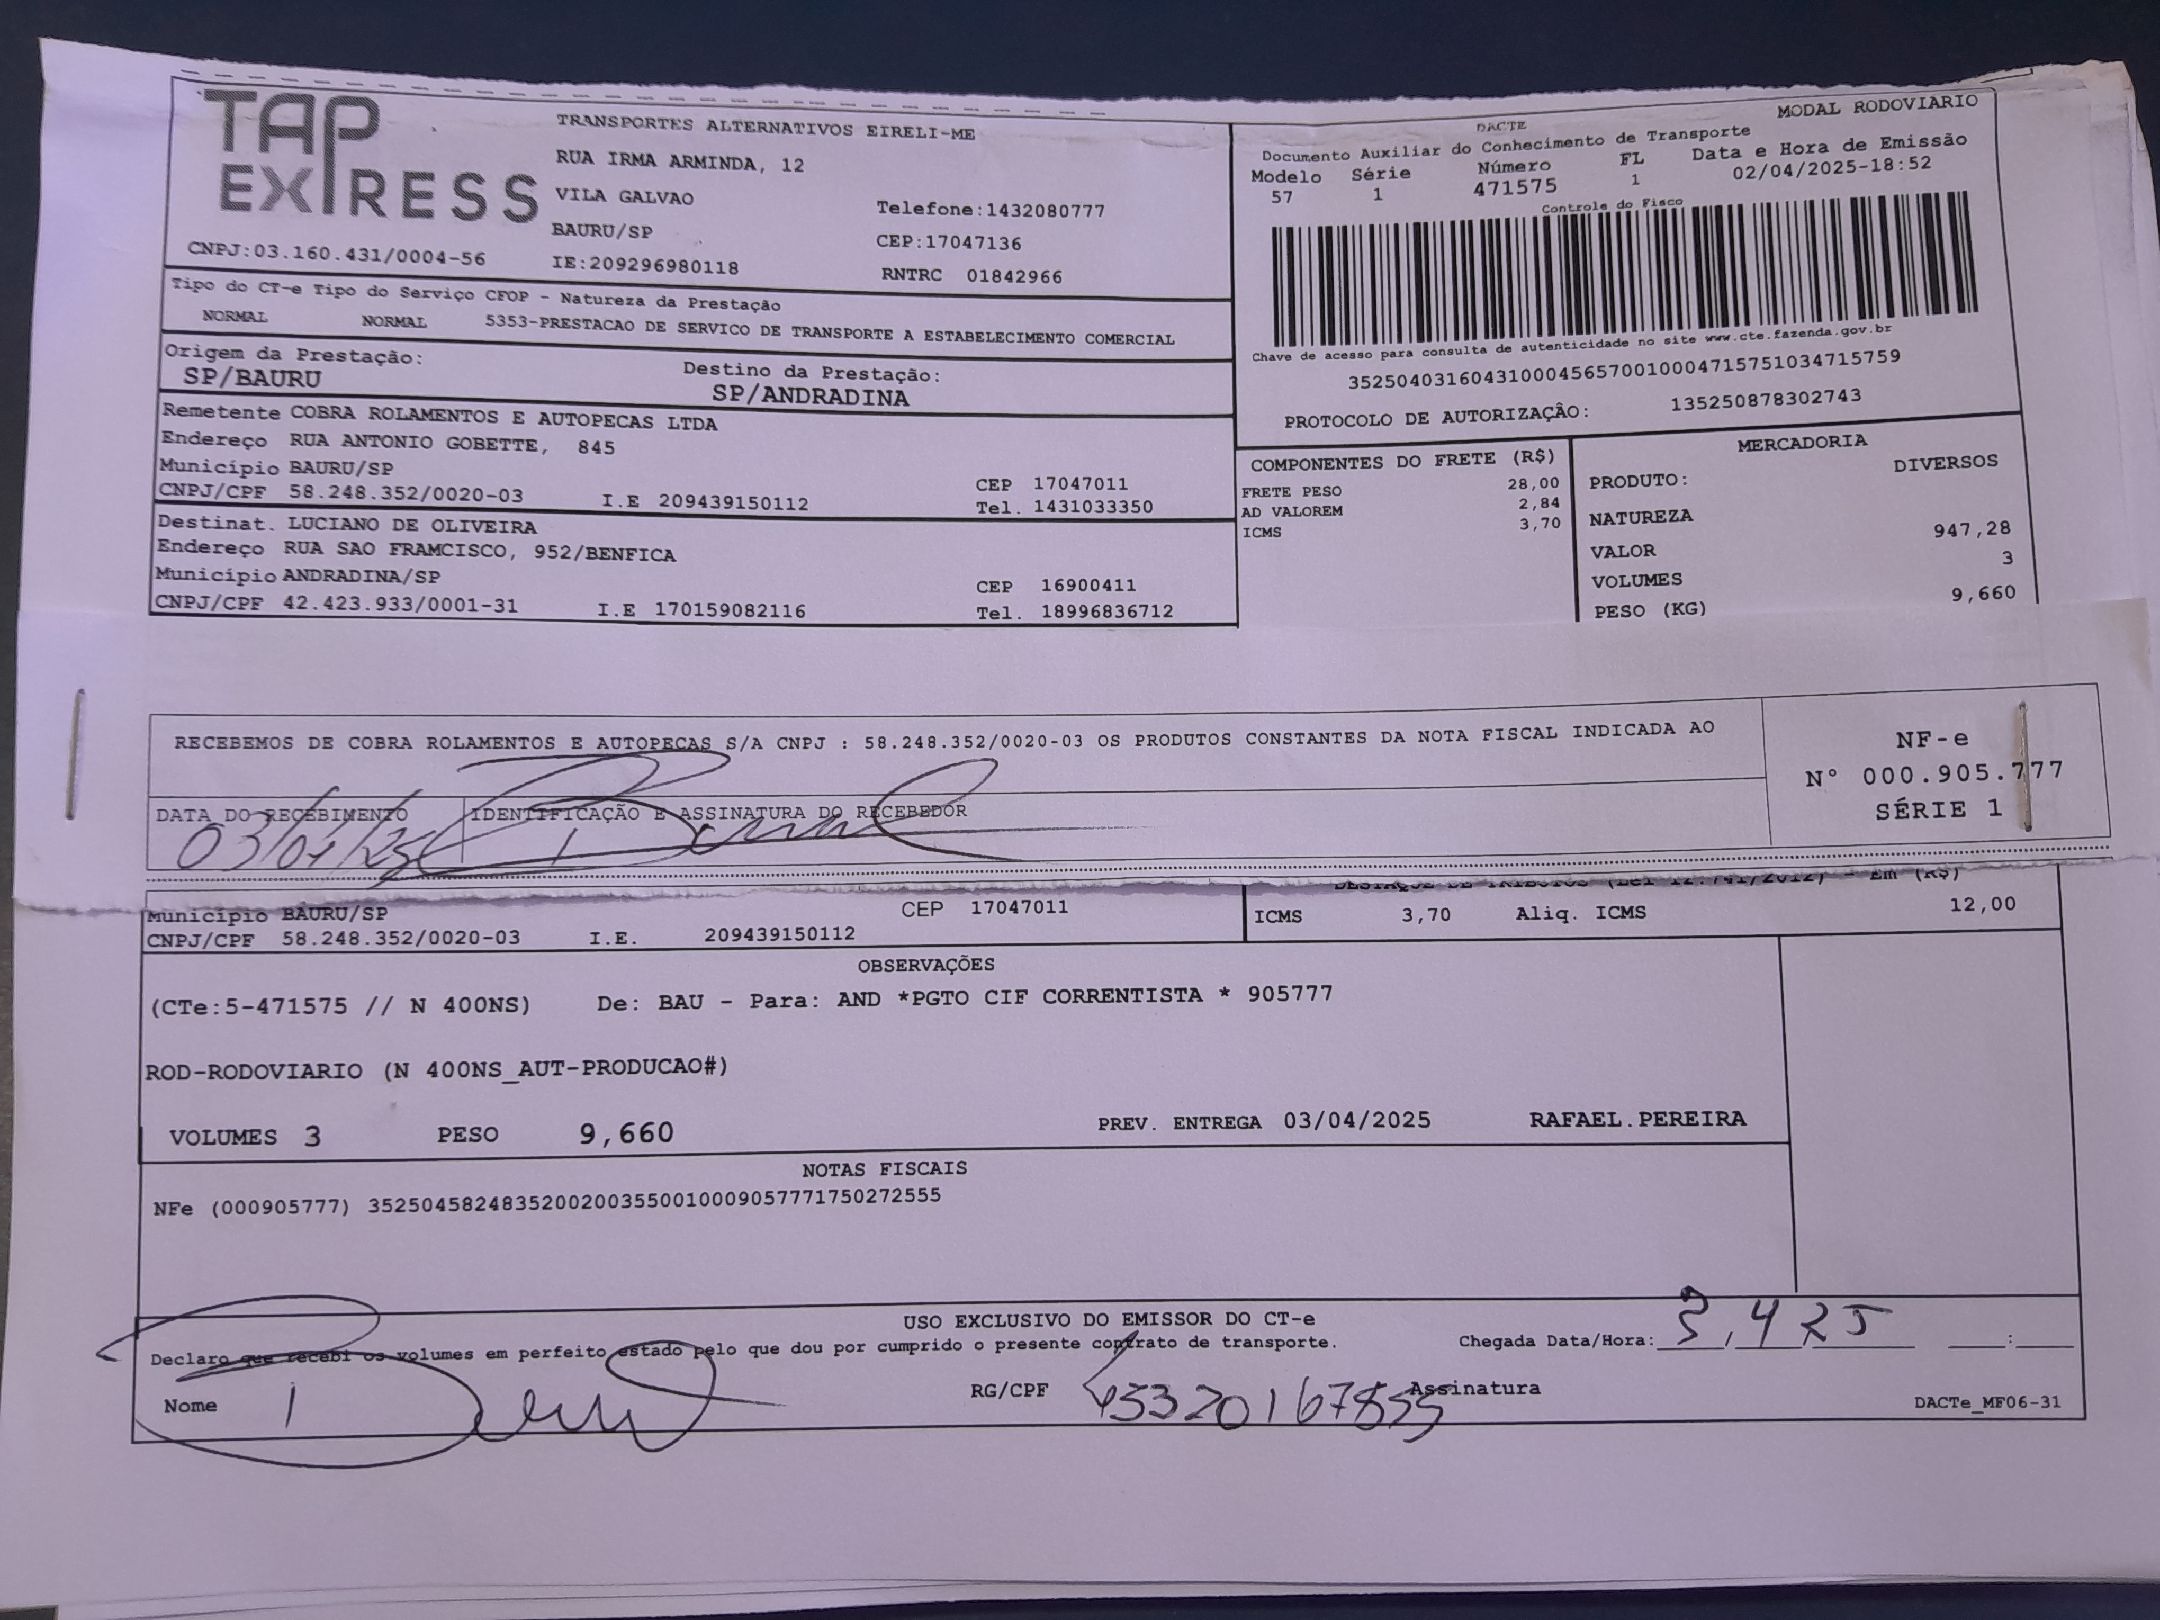 TAP EXPRESS
TRANSPORTES ALTERNATIVOS EIRELI-ME
RUA IRMA ARMINDA, 12
VILA GALVAO
Telefone:1432080777
BAURU/SP
CEP:17047136
CNPJ:03.160.431/0004-56
IE:209296980118
RNTRC 01842966
MODAL RODOVIARIO
DACTE
Documento Auxiliar do Conhecimento de Transporte
Modelo Série Número FL Data e Hora de Emissão
57 1 471575 1 02/04/2025-18:52
Controle do Fisco
Chave de acesso para consulta de autenticidade no site www.cte.fazenda.gov.br
35250403160431000456570010004715751034715759
PROTOCOLO DE AUTORIZAÇÃO: 135250878302743
Tipo do CT-e Tipo do Serviço CFOP - Natureza da Prestação
NORMAL NORMAL 5353-PRESTACAO DE SERVICO DE TRANSPORTE A ESTABELECIMENTO COMERCIAL
Origem da Prestação: Destino da Prestação:
SP/BAURU SP/ANDRADINA
Remetente COBRA ROLAMENTOS E AUTOPECAS LTDA
Endereço RUA ANTONIO GOBETTE, 845
Município BAURU/SP CEP 17047011
CNPJ/CPF 58.248.352/0020-03 I.E 209439150112 Tel. 1431033350
Destinat. LUCIANO DE OLIVEIRA
Endereço RUA SAO FRAMCISCO, 952/BENFICA
Município ANDRADINA/SP CEP 16900411
CNPJ/CPF 42.423.933/0001-31 I.E 170159082116 Tel. 18996836712
COMPONENTES DO FRETE (R$)
FRETE PESO 28,00
AD VALOREM 2,84
ICMS 3,70
MERCADORIA
PRODUTO: DIVERSOS
NATUREZA
VALOR 947,28
VOLUMES 3
PESO (KG) 9,660
RECEBEMOS DE COBRA ROLAMENTOS E AUTOPECAS S/A CNPJ : 58.248.352/0020-03 OS PRODUTOS CONSTANTES DA NOTA FISCAL INDICADA AO
DATA DO RECEBIMENTO IDENTIFICAÇÃO E ASSINATURA DO RECEBEDOR
03/04/25
NF-e
N° 000.905.777
SÉRIE 1
DESTAQUE DE TRIBUTOS (Lei 12.741/2012) - Em (R$)
Município BAURU/SP CEP 17047011
CNPJ/CPF 58.248.352/0020-03 I.E. 209439150112
ICMS 3,70 Aliq. ICMS 12,00
OBSERVAÇÕES
(CTe:5-471575 // N 400NS) De: BAU - Para: AND *PGTO CIF CORRENTISTA * 905777
ROD-RODOVIARIO (N 400NS_AUT-PRODUCAO#)
VOLUMES 3 PESO 9,660 PREV. ENTREGA 03/04/2025 RAFAEL.PEREIRA
NOTAS FISCAIS
NFe (000905777) 35250458248352002003550010009057771750272555
USO EXCLUSIVO DO EMISSOR DO CT-e
Declaro que recebi os volumes em perfeito estado pelo que dou por cumprido o presente contrato de transporte. Chegada Data/Hora: 3,4 25 :
Nome RG/CPF 45320167855 Assinatura
DACTe_MF06-31